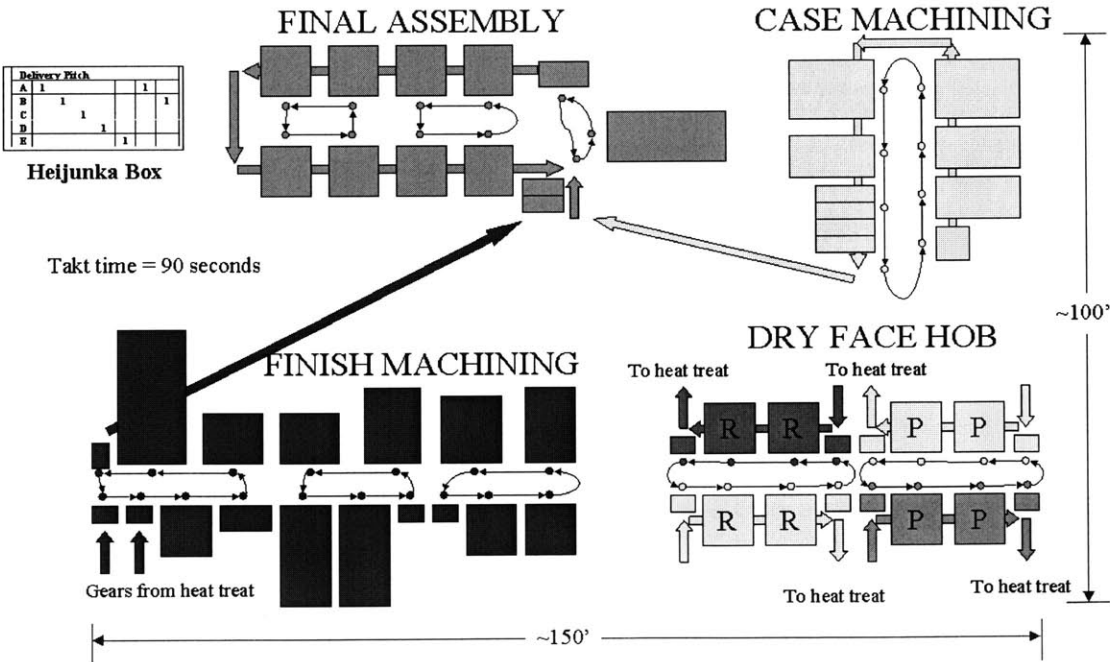 FINAL ASSEMBLY
CASE MACHINING
Delivery Pitch
A 1 1
B 1 1
C 1
D 1
E 1
Heijunka Box
Takt time = 90 seconds
~100'
FINISH MACHINING
DRY FACE HOB
To heat treat
To heat treat
R R P P
R R P P
Gears from heat treat
To heat treat
To heat treat
~150'